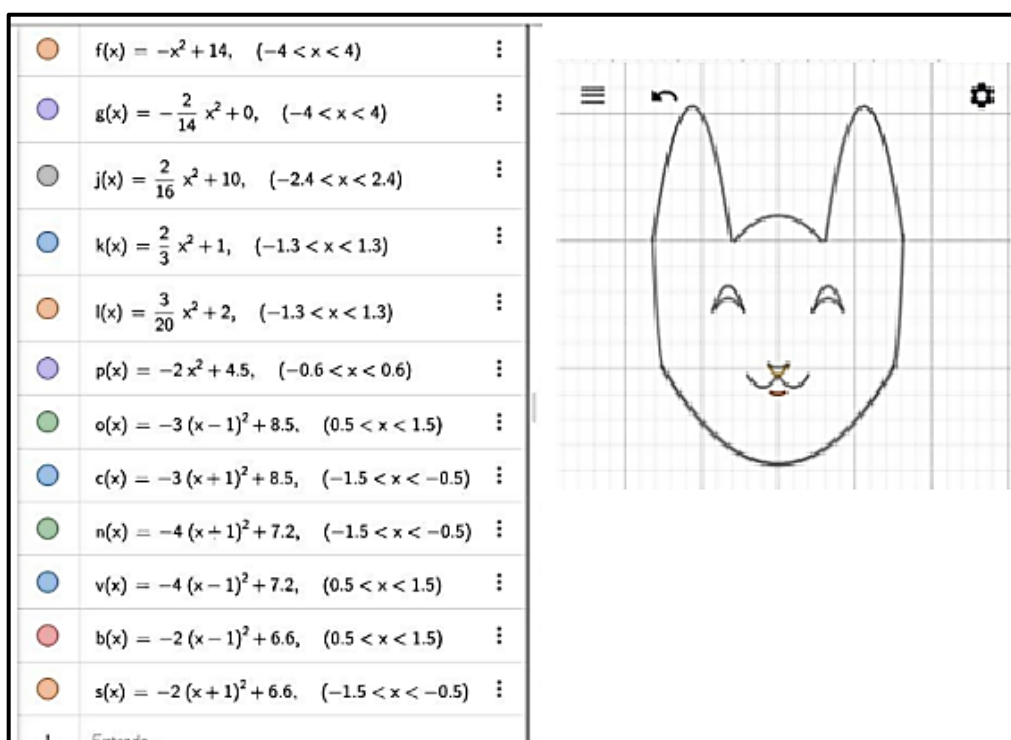 f(x) = −x² + 14, (−4 < x < 4)
g(x) = −2/14 x² + 0, (−4 < x < 4)
j(x) = 2/16 x² + 10, (−2.4 < x < 2.4)
k(x) = 2/3 x² + 1, (−1.3 < x < 1.3)
l(x) = 3/20 x² + 2, (−1.3 < x < 1.3)
p(x) = −2 x² + 4.5, (−0.6 < x < 0.6)
o(x) = −3 (x − 1)² + 8.5, (0.5 < x < 1.5)
c(x) = −3 (x + 1)² + 8.5, (−1.5 < x < −0.5)
n(x) = −4 (x + 1)² + 7.2, (−1.5 < x < −0.5)
v(x) = −4 (x − 1)² + 7.2, (0.5 < x < 1.5)
b(x) = −2 (x − 1)² + 6.6, (0.5 < x < 1.5)
s(x) = −2 (x + 1)² + 6.6, (−1.5 < x < −0.5)